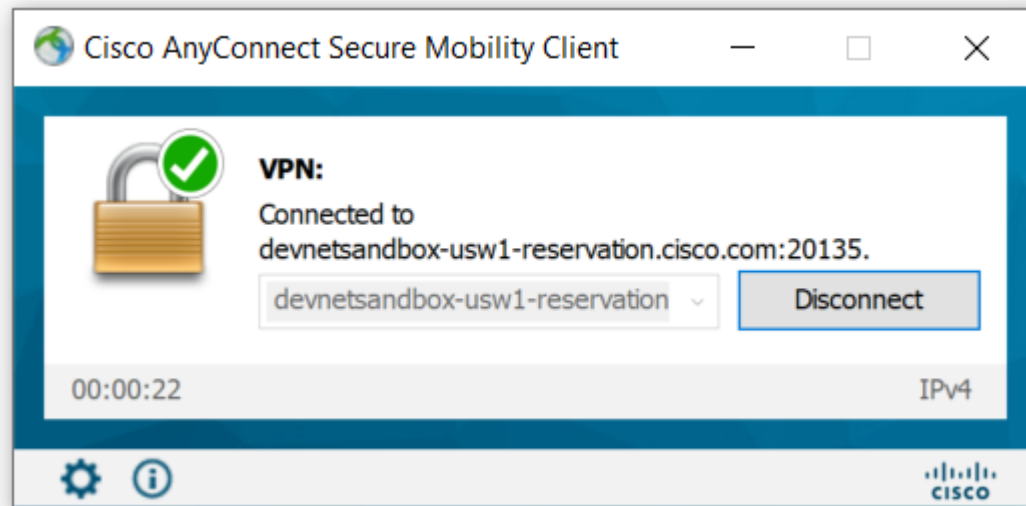 Cisco AnyConnect Secure Mobility Client
VPN:
Connected to
devnetsandbox-usw1-reservation.cisco.com:20135.
devnetsandbox-usw1-reservation
Disconnect
00:00:22
IPv4
CISCO